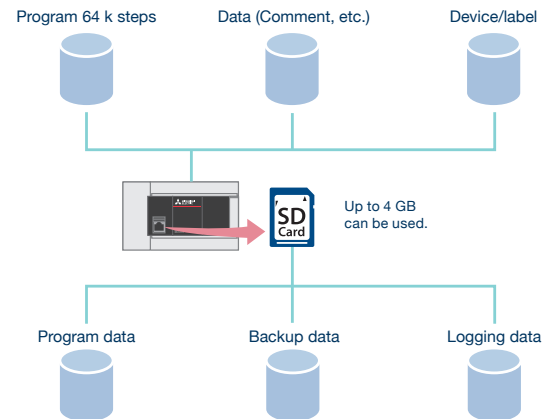 Program 64 k steps
Data (Comment, etc.)
Device/label
SD
Card
Up to 4 GB
can be used.
Program data
Backup data
Logging data